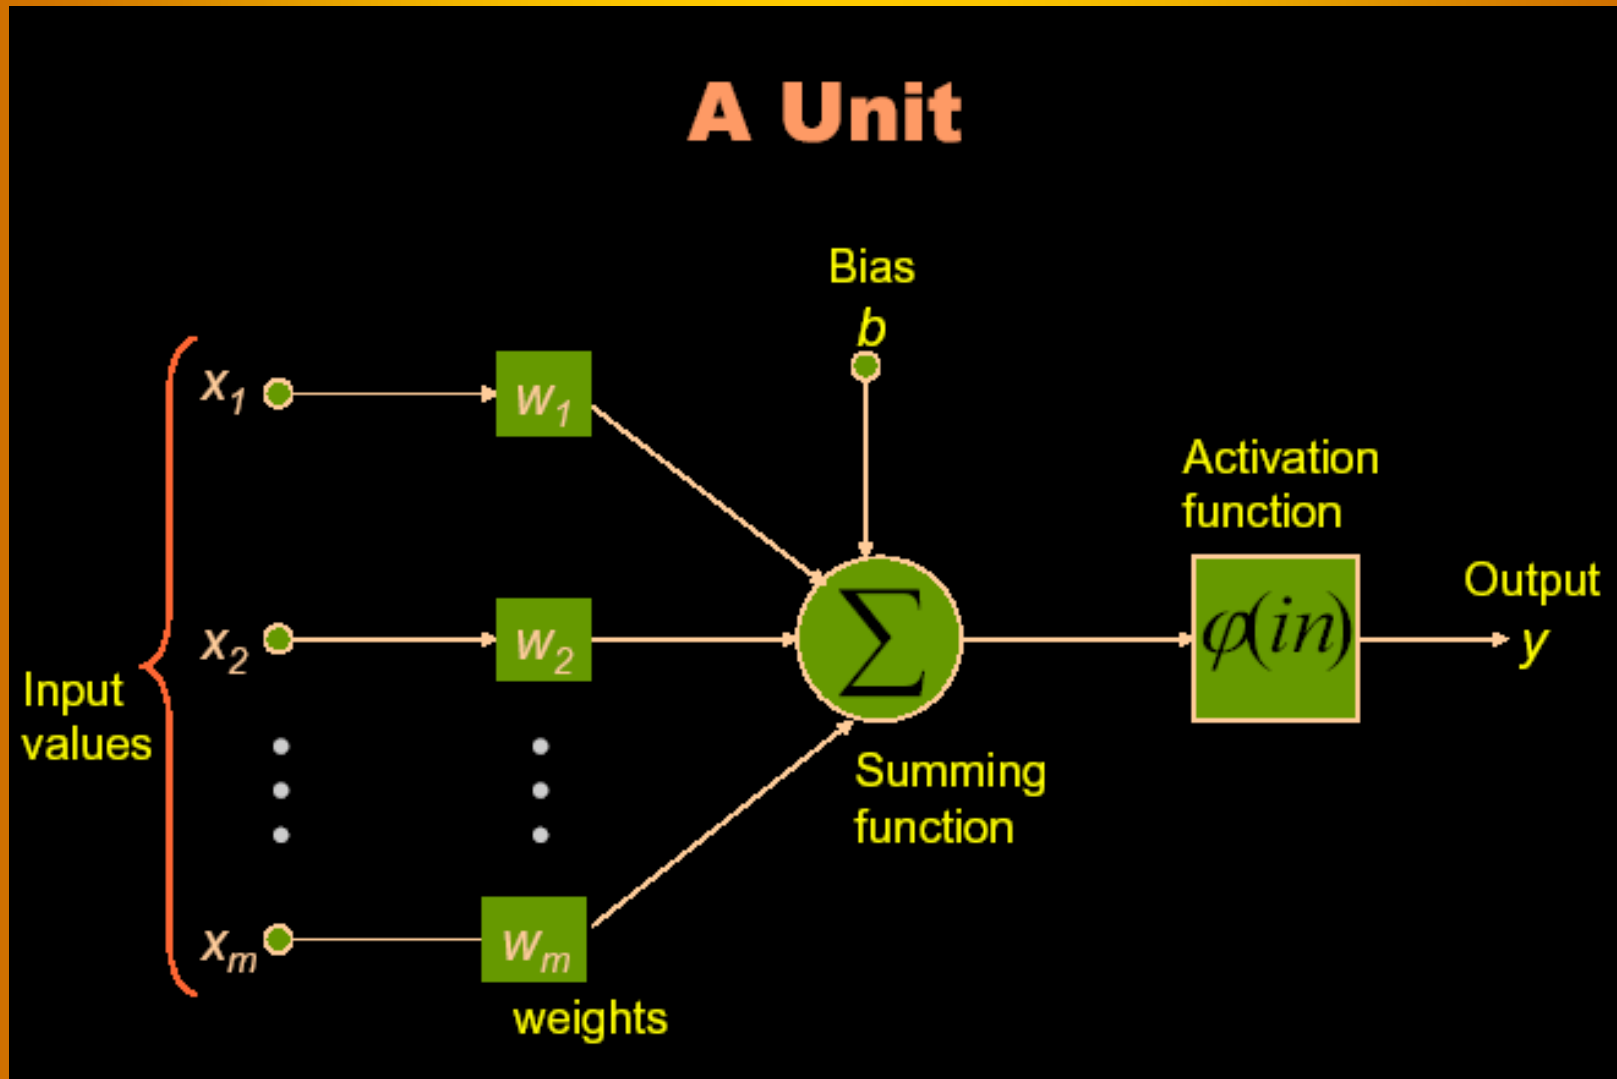 A Unit
Bias
b
x1
w1
Activation
function
Output
x2
w2
Σ
φ(in)
y
Input
values
Summing
function
xm
wm
weights